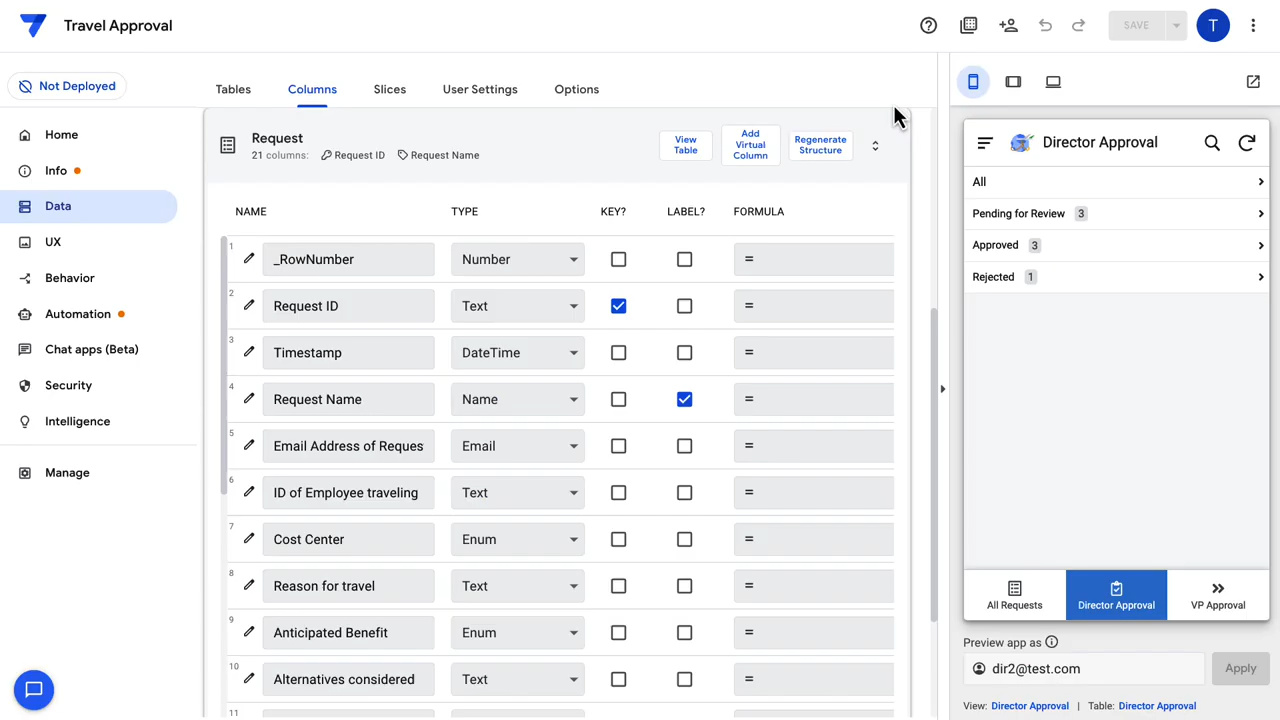 Travel Approval
SAVE
T
Not Deployed
Home
Info
Data
UX
Behavior
Automation
Chat apps (Beta)
Security
Intelligence
Manage
Tables
Columns
Slices
User Settings
Options
Request
21 columns: Request ID Request Name
View Table
Add Virtual Column
Regenerate Structure
NAME TYPE KEY? LABEL? FORMULA
1 _RowNumber Number =
2 Request ID Text =
3 Timestamp DateTime =
4 Request Name Name =
5 Email Address of Reques Email =
6 ID of Employee traveling Text =
7 Cost Center Enum =
8 Reason for travel Text =
9 Anticipated Benefit Enum =
10 Alternatives considered Text =
11
Director Approval
All
Pending for Review 3
Approved 3
Rejected 1
All Requests
Director Approval
VP Approval
Preview app as
dir2@test.com
Apply
View: Director Approval | Table: Director Approval